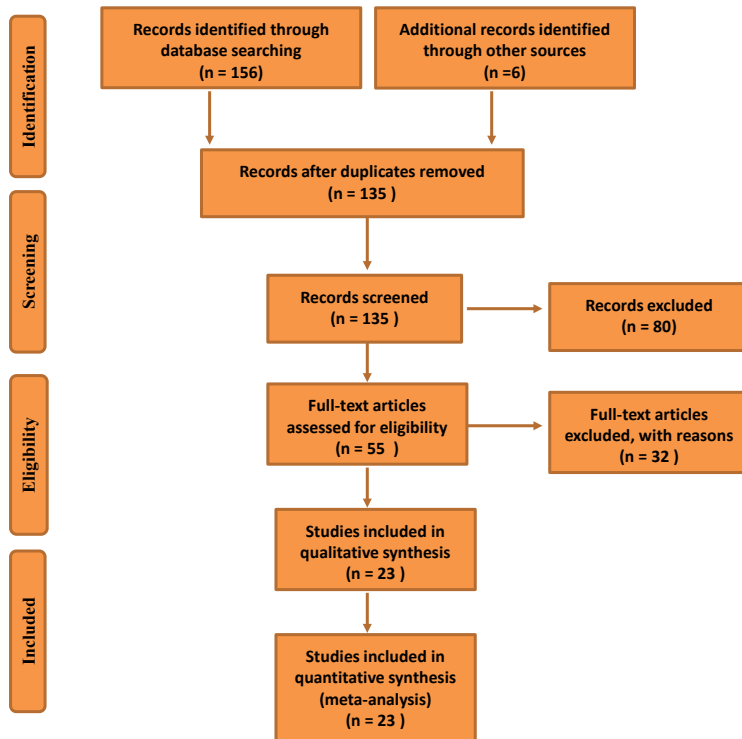 Identification
Records identified through
database searching
(n = 156)
Additional records identified
through other sources
(n =6)
Records after duplicates removed
(n = 135 )
Screening
Records screened
(n = 135 )
Records excluded
(n = 80)
Eligibility
Full-text articles
assessed for eligibility
(n = 55 )
Full-text articles
excluded, with reasons
(n = 32 )
Studies included in
qualitative synthesis
(n = 23 )
Included
Studies included in
quantitative synthesis
(meta-analysis)
(n = 23 )